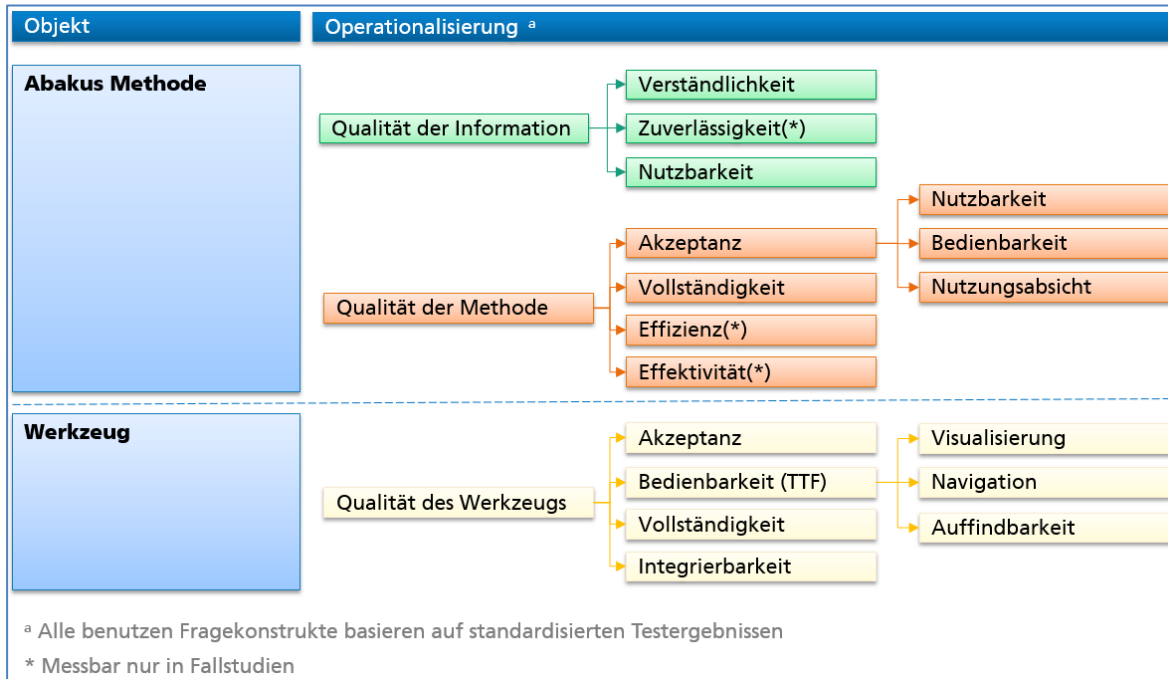 Objekt
Operationalisierung ᵃ
Abakus Methode
Qualität der Information
Verständlichkeit
Zuverlässigkeit(*)
Nutzbarkeit
Qualität der Methode
Akzeptanz
Vollständigkeit
Effizienz(*)
Effektivität(*)
Nutzbarkeit
Bedienbarkeit
Nutzungsabsicht
Werkzeug
Qualität des Werkzeugs
Akzeptanz
Bedienbarkeit (TTF)
Vollständigkeit
Integrierbarkeit
Visualisierung
Navigation
Auffindbarkeit
ᵃ Alle benutzen Fragekonstrukte basieren auf standardisierten Testergebnissen
* Messbar nur in Fallstudien